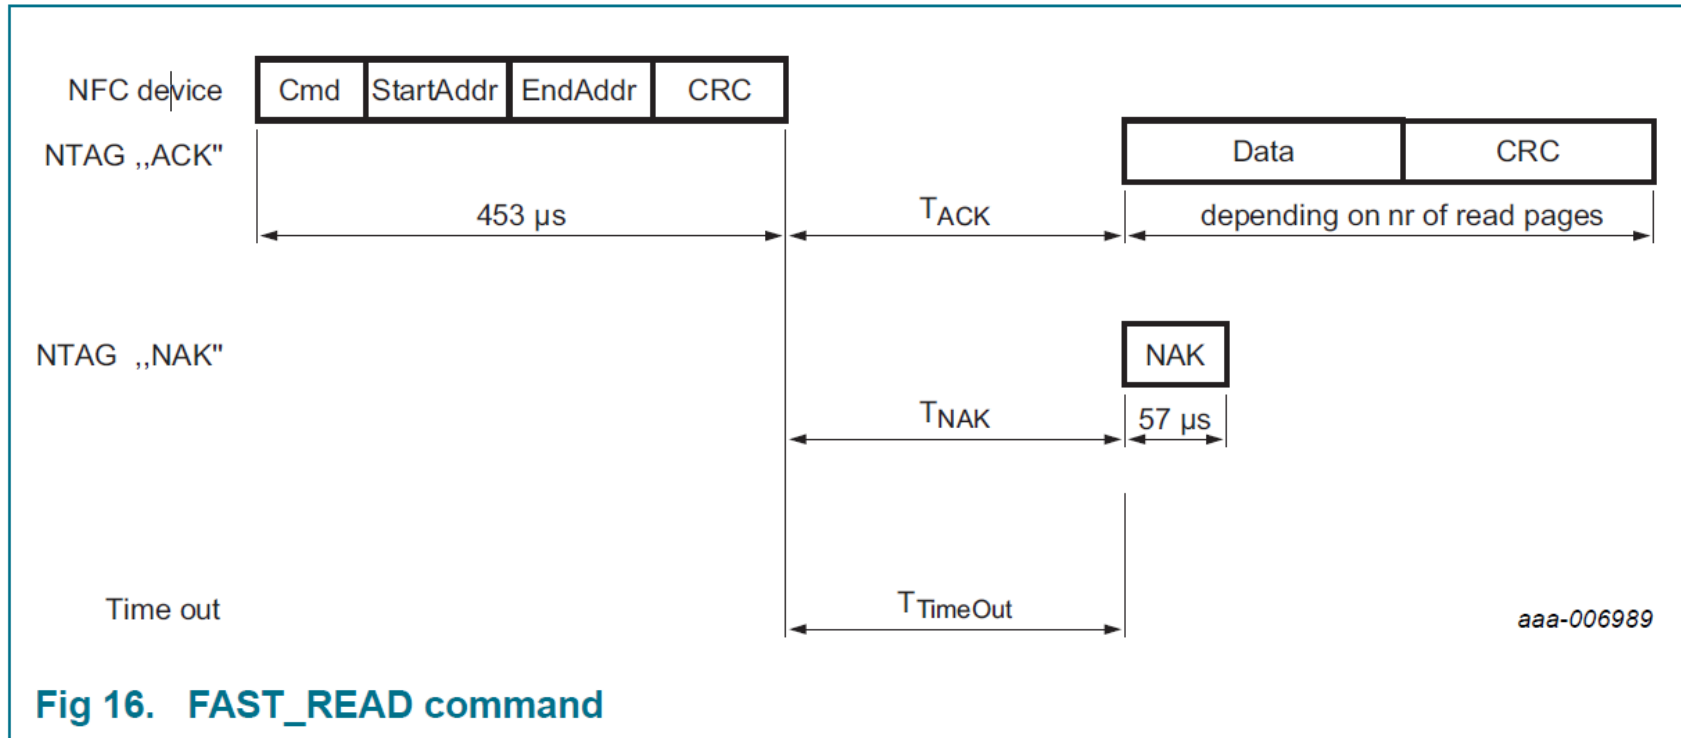 NFC device Cmd StartAddr EndAddr CRC
NTAG ,,ACK" Data CRC
453 µs TACK depending on nr of read pages
NTAG ,,NAK" NAK
TNAK 57 µs
Time out TTimeOut aaa-006989
Fig 16. FAST_READ command